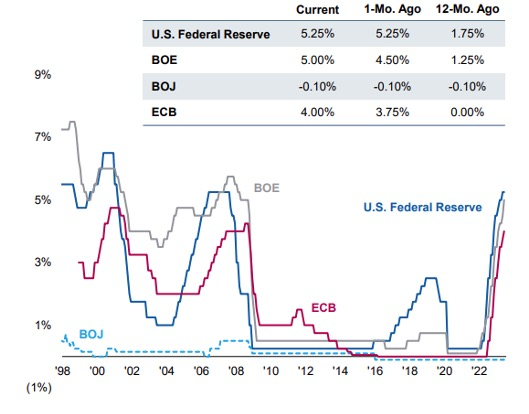 Current 1-Mo. Ago 12-Mo. Ago
U.S. Federal Reserve 5.25% 5.25% 1.75%
BOE 5.00% 4.50% 1.25%
BOJ -0.10% -0.10% -0.10%
ECB 4.00% 3.75% 0.00%
9%
7%
5%
3%
1%
(1%)
BOE
U.S. Federal Reserve
ECB
BOJ
'98 '00 '02 '04 '06 '08 '10 '12 '14 '16 '18 '20 '22